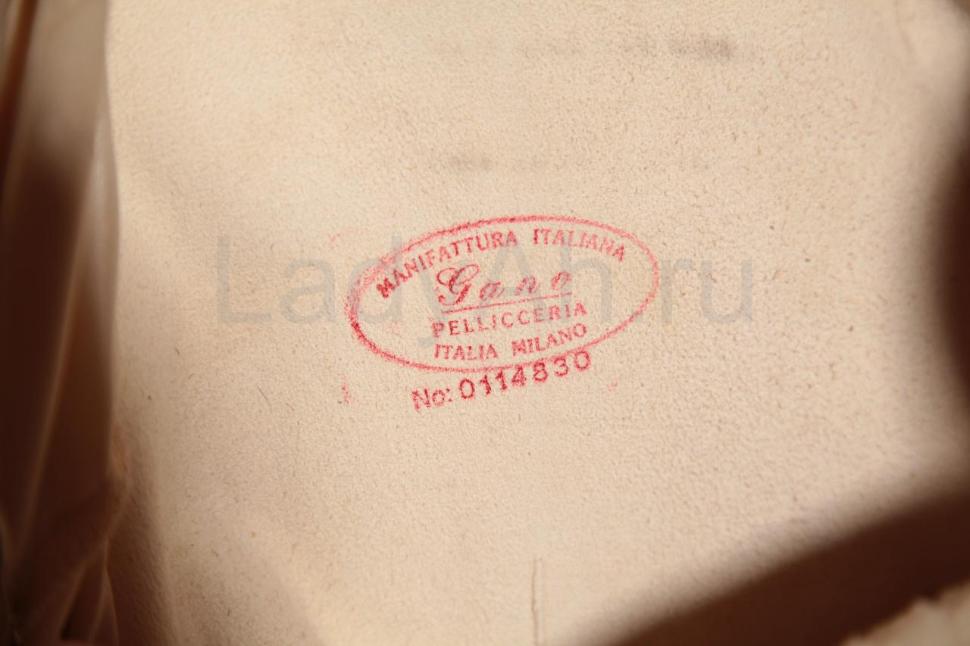 MANIFATTURA ITALIANA
Gano
PELLICCERIA
ITALIA MILANO
No: 0114830
LadyAh.ru